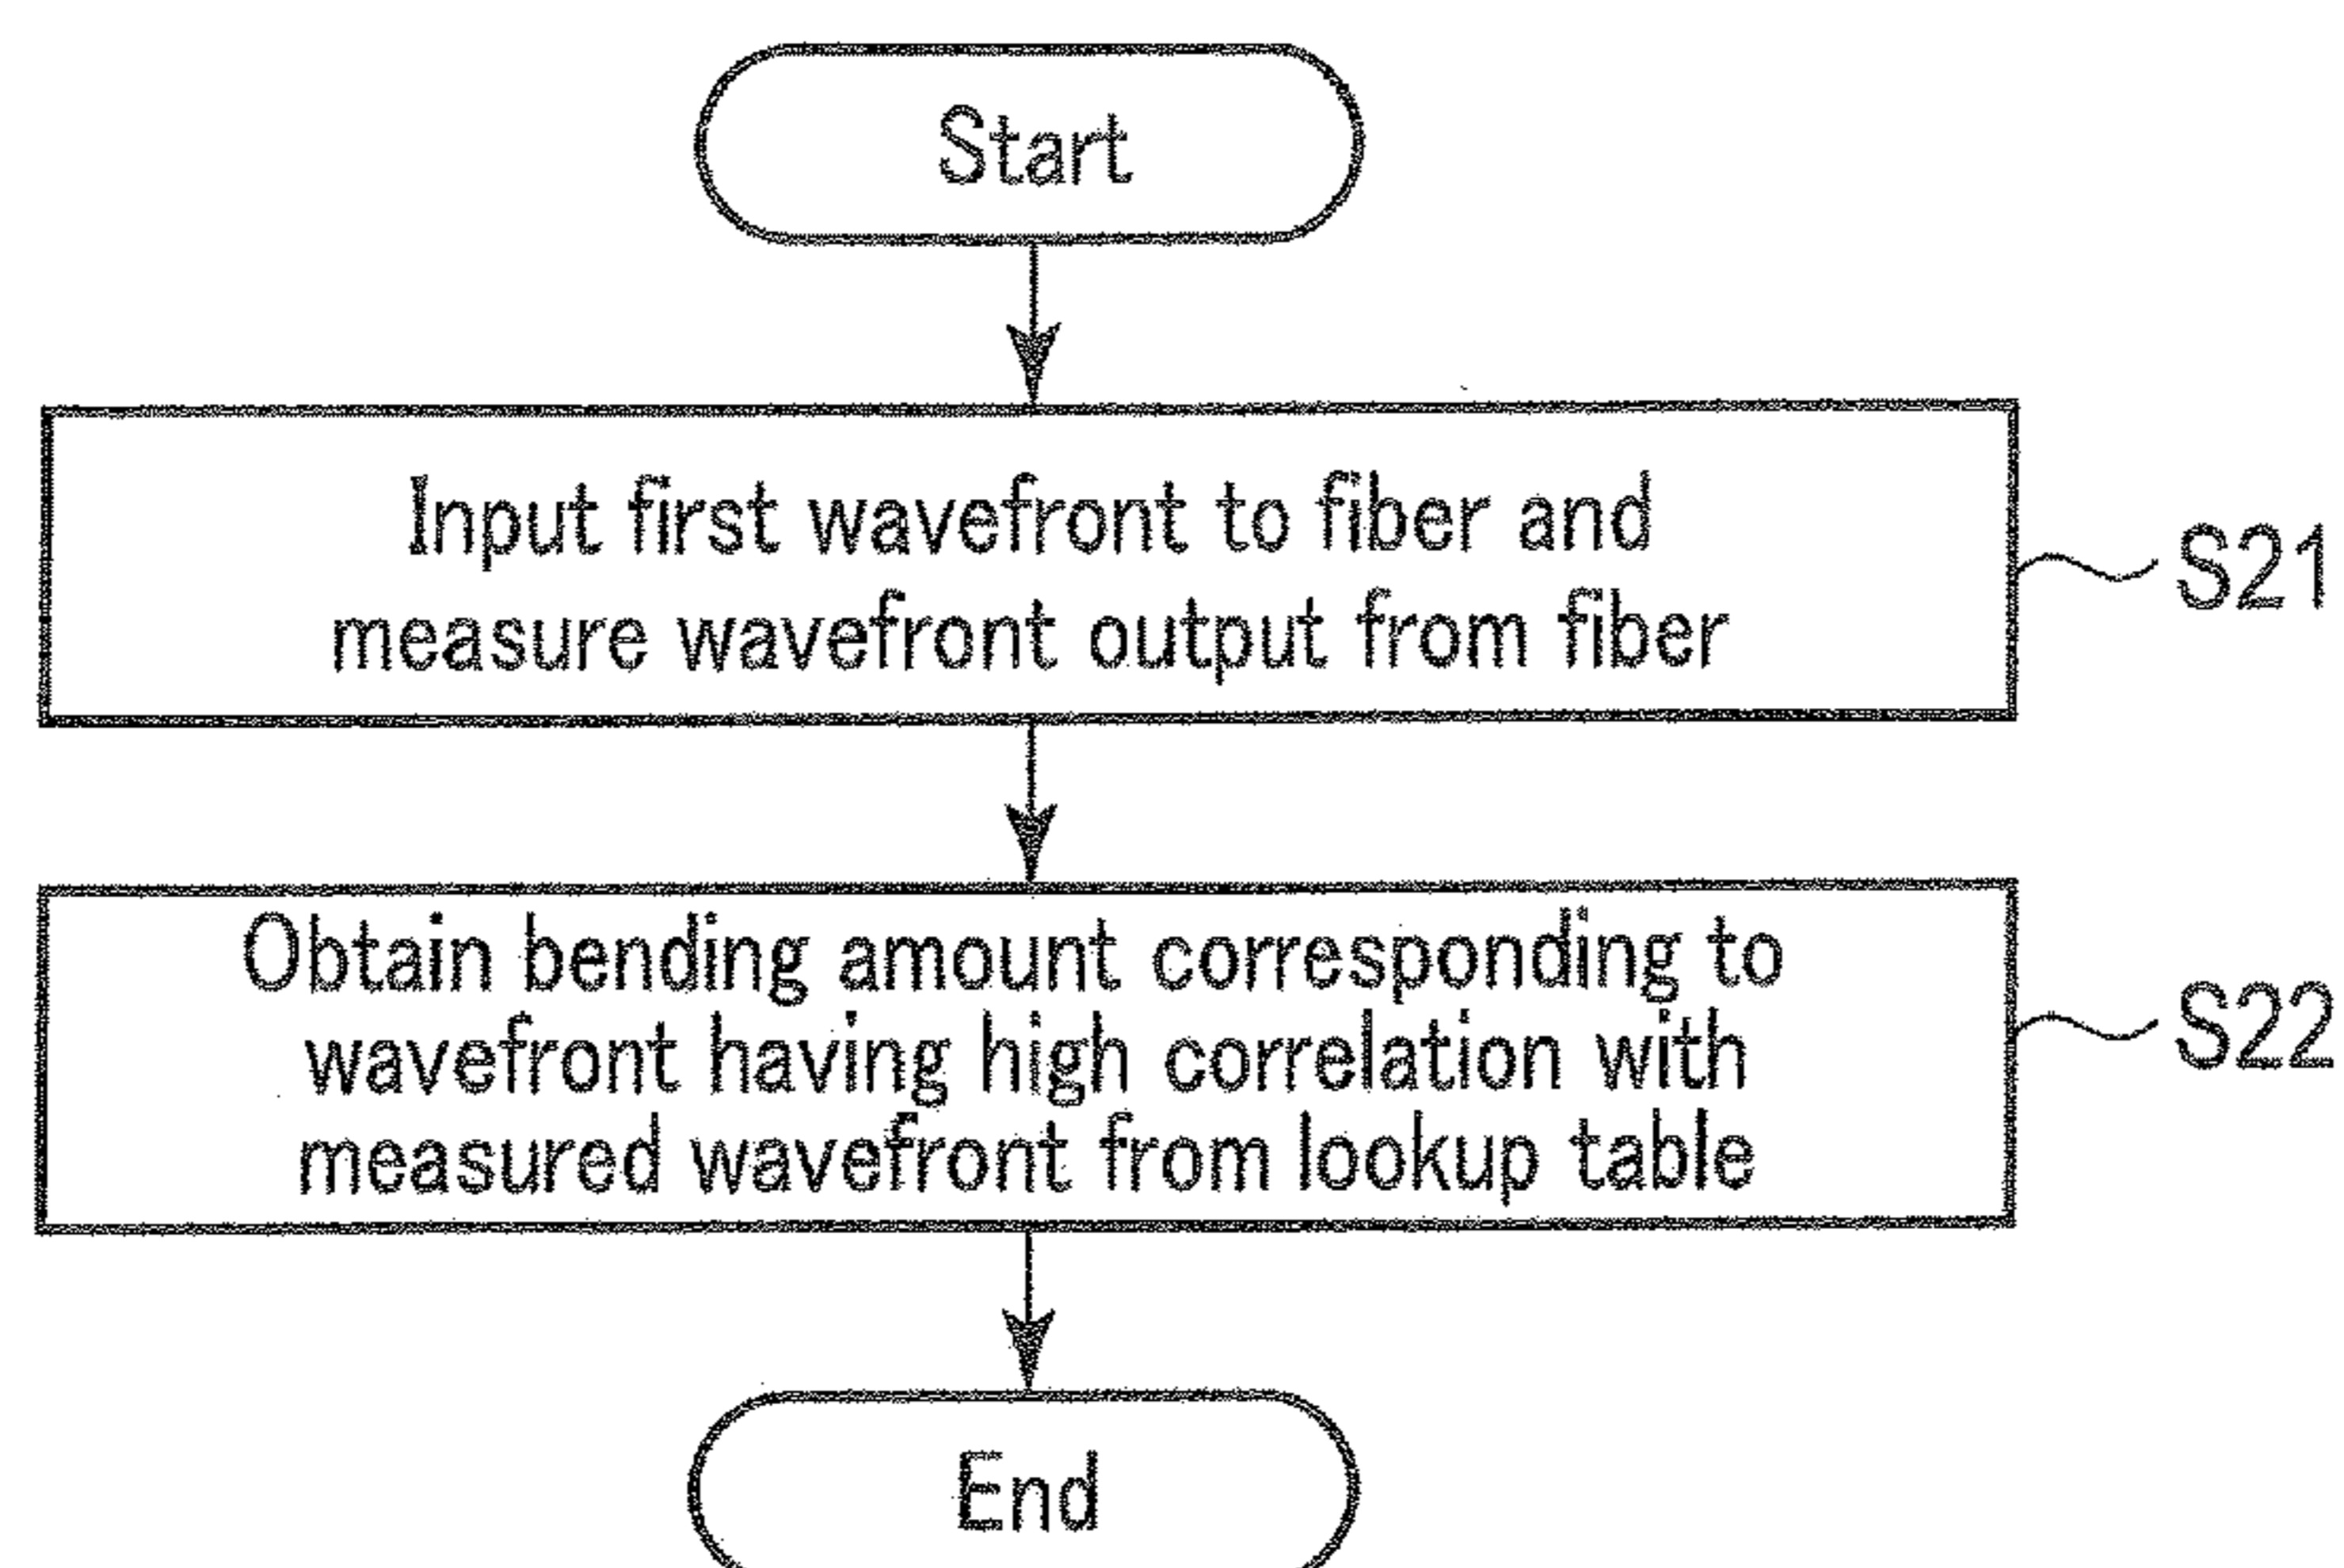 Start
Input first wavefront to fiber and
measure wavefront output from fiber
S21
Obtain bending amount corresponding to
wavefront having high correlation with
measured wavefront from lookup table
S22
End